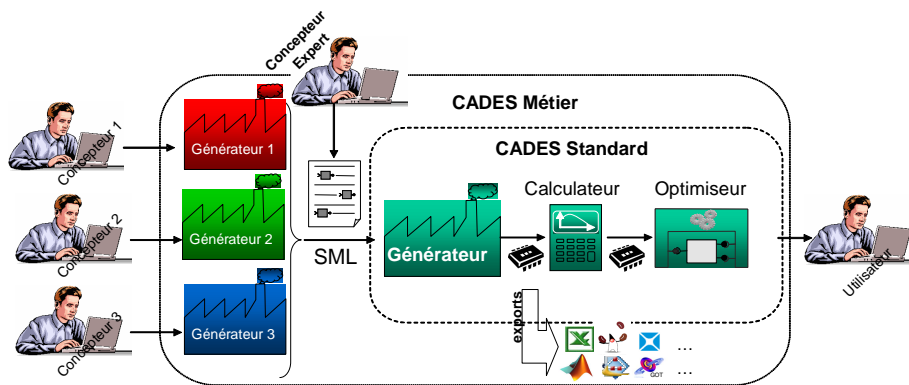 Concepteur
Expert
CADES Métier
CADES Standard
Concepteur 1
Générateur 1
Concepteur 2
Générateur 2
Concepteur 3
Générateur 3
SML
Générateur
Calculateur
Optimiseur
Utilisateur
exports
...
GOT
...